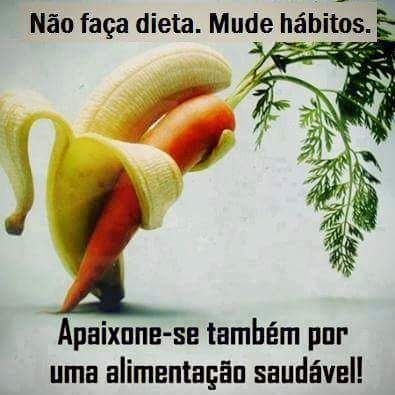 Não faça dieta. Mude hábitos.
Apaixone-se também por
uma alimentação saudável!